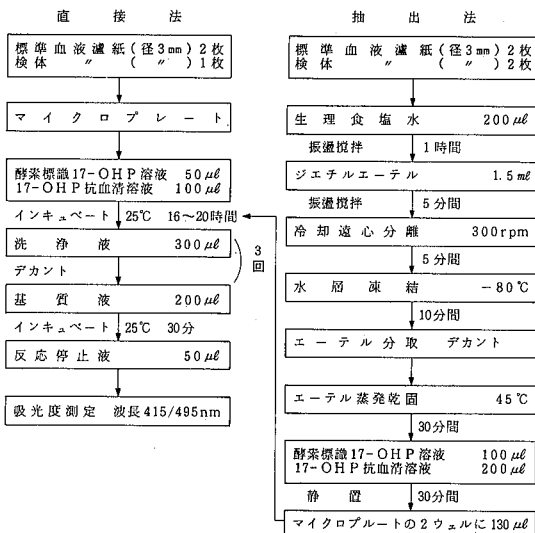 直接法
標準血液濾紙(径3mm)2枚
検体 〃 ( 〃 )1枚
マイクロプレート
酵素標識17-OHP溶液 50μl
17-OHP抗血清溶液 100μl
インキュベート 25℃ 16〜20時間
洗浄液 300μl
デカント
3回
基質液 200μl
インキュベート 25℃ 30分
反応停止液 50μl
吸光度測定 波長415/495nm
抽出法
標準血液濾紙(径3mm)2枚
検体 〃 ( 〃 )2枚
生理食塩水 200μl
振盪撹拌 1時間
ジエチルエーテル 1.5ml
振盪撹拌 5分間
冷却遠心分離 300rpm
5分間
水層凍結 -80℃
10分間
エーテル分取 デカント
エーテル蒸発乾固 45℃
30分間
酵素標識17-OHP溶液 100μl
17-OHP抗血清溶液 200μl
静置 30分間
マイクロプルートの2ウェルに130μl